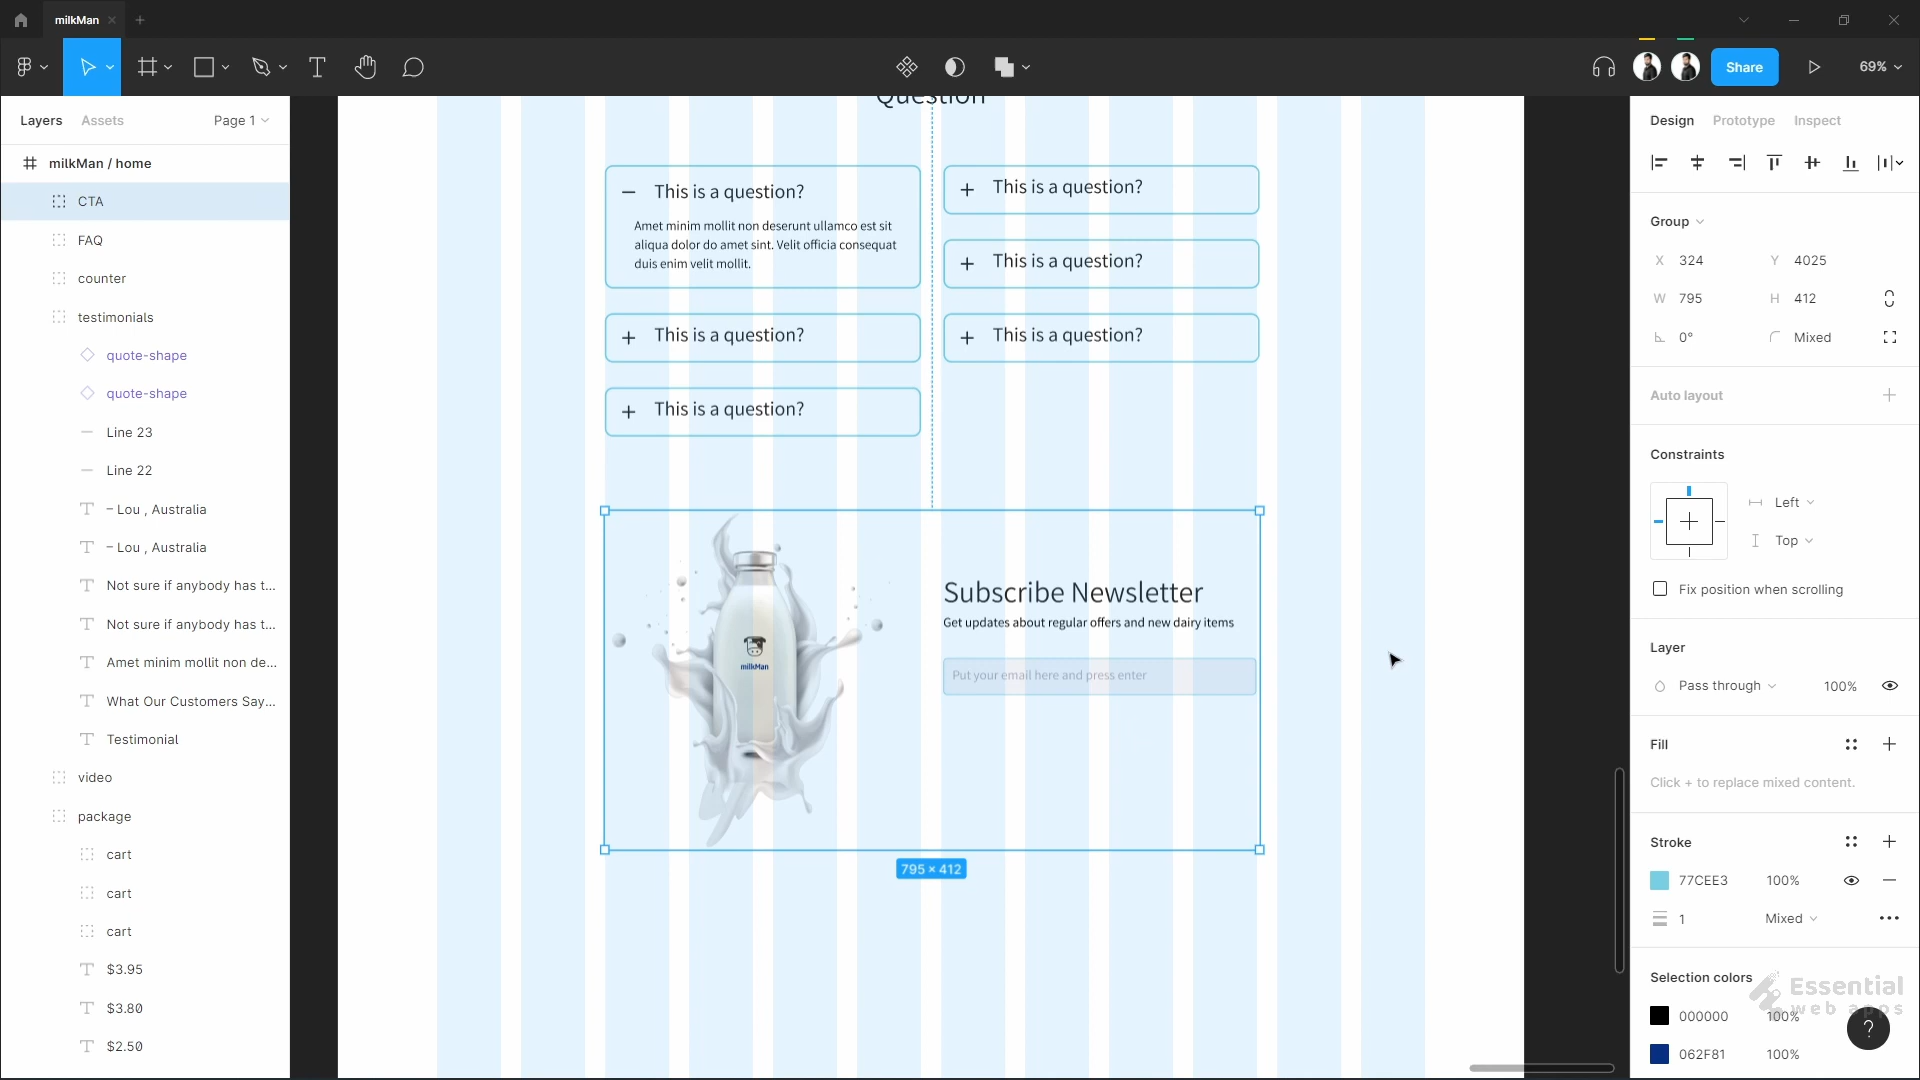 milkMan
Share
69%
Layers
Assets
Page 1
milkMan / home
CTA
FAQ
counter
testimonials
quote-shape
quote-shape
Line 23
Line 22
– Lou , Australia
– Lou , Australia
Not sure if anybody has t...
Not sure if anybody has t...
Amet minim mollit non de...
What Our Customers Say...
Testimonial
video
package
cart
cart
cart
$3.95
$3.80
$2.50
Question
This is a question?
Amet minim mollit non deserunt ullamco est sit
aliqua dolor do amet sint. Velit officia consequat
duis enim velit mollit.
This is a question?
This is a question?
This is a question?
This is a question?
This is a question?
milkMan
Subscribe Newsletter
Get updates about regular offers and new dairy items
Put your email here and press enter
795 × 412
Design
Prototype
Inspect
Group
X 324
Y 4025
W 795
H 412
0°
Mixed
Auto layout
Constraints
Left
Top
Fix position when scrolling
Layer
Pass through
100%
Fill
Click + to replace mixed content.
Stroke
77CEE3
100%
1
Mixed
Selection colors
000000
100%
062F81
100%
Essential
web apps
?